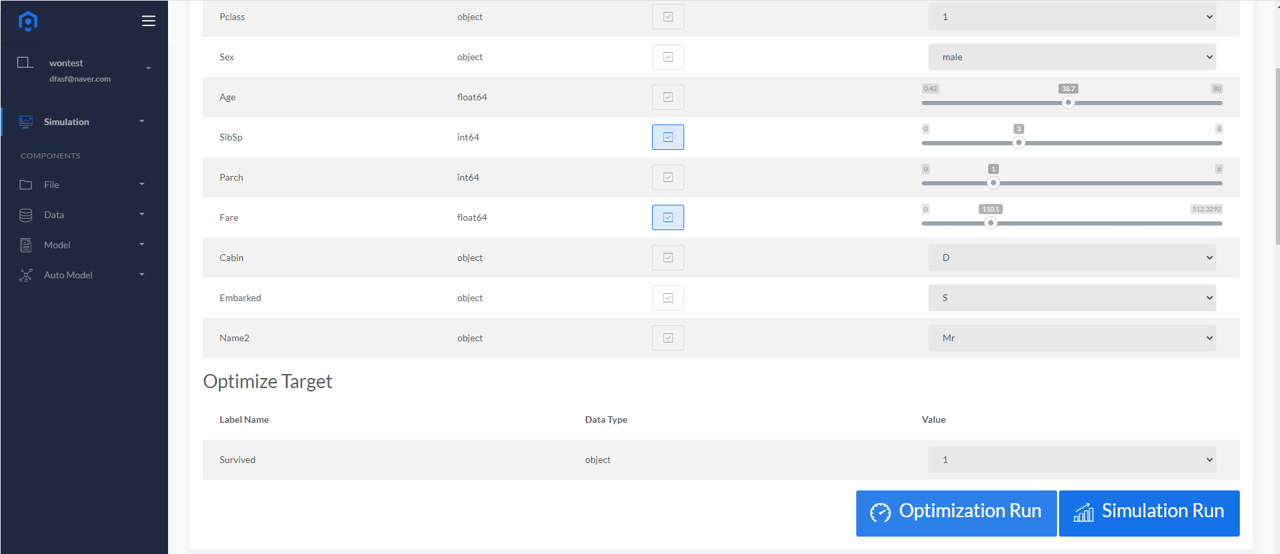 wontest
dfasf@naver.com
Simulation
COMPONENTS
File
Data
Model
Auto Model
Pclass object 1
Sex object male
Age float64 0.42 38.7 80
SibSp int64 0 3 8
Parch int64 0 1 6
Fare float64 0 110.1 512.3292
Cabin object D
Embarked object S
Name2 object Mr
Optimize Target
Label Name Data Type Value
Survived object 1
Optimization Run Simulation Run